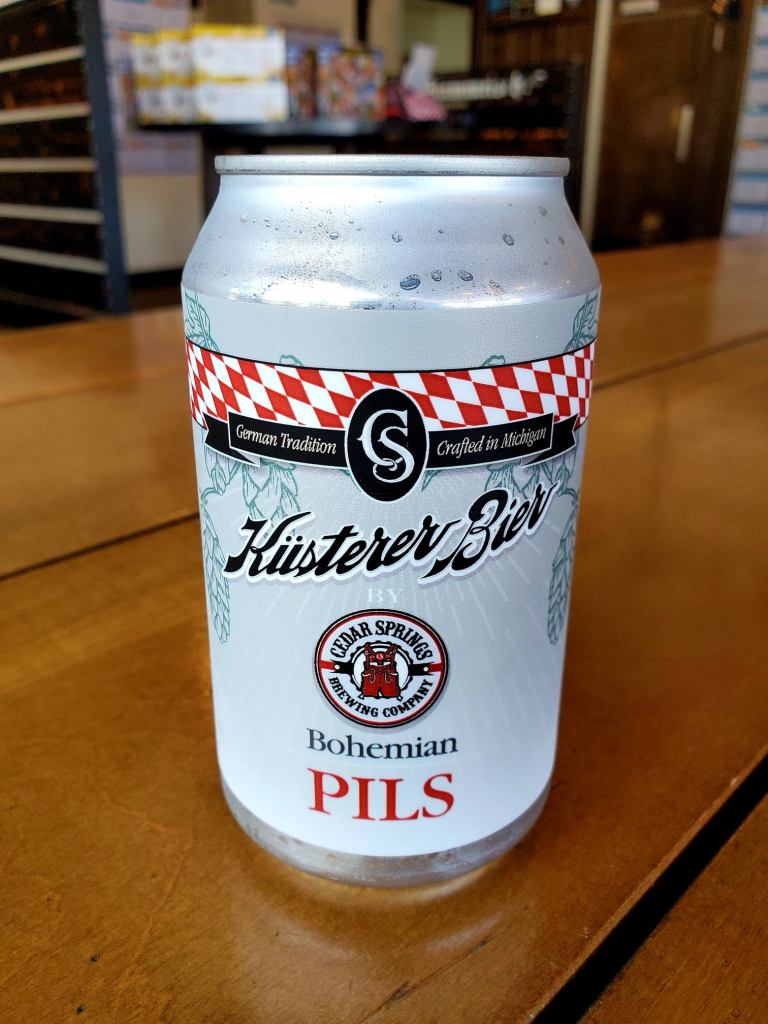 German Tradition CS Crafted in Michigan
Küsterer Bier
BY
CEDAR SPRINGS
BREWING COMPANY
Bohemian
PILS